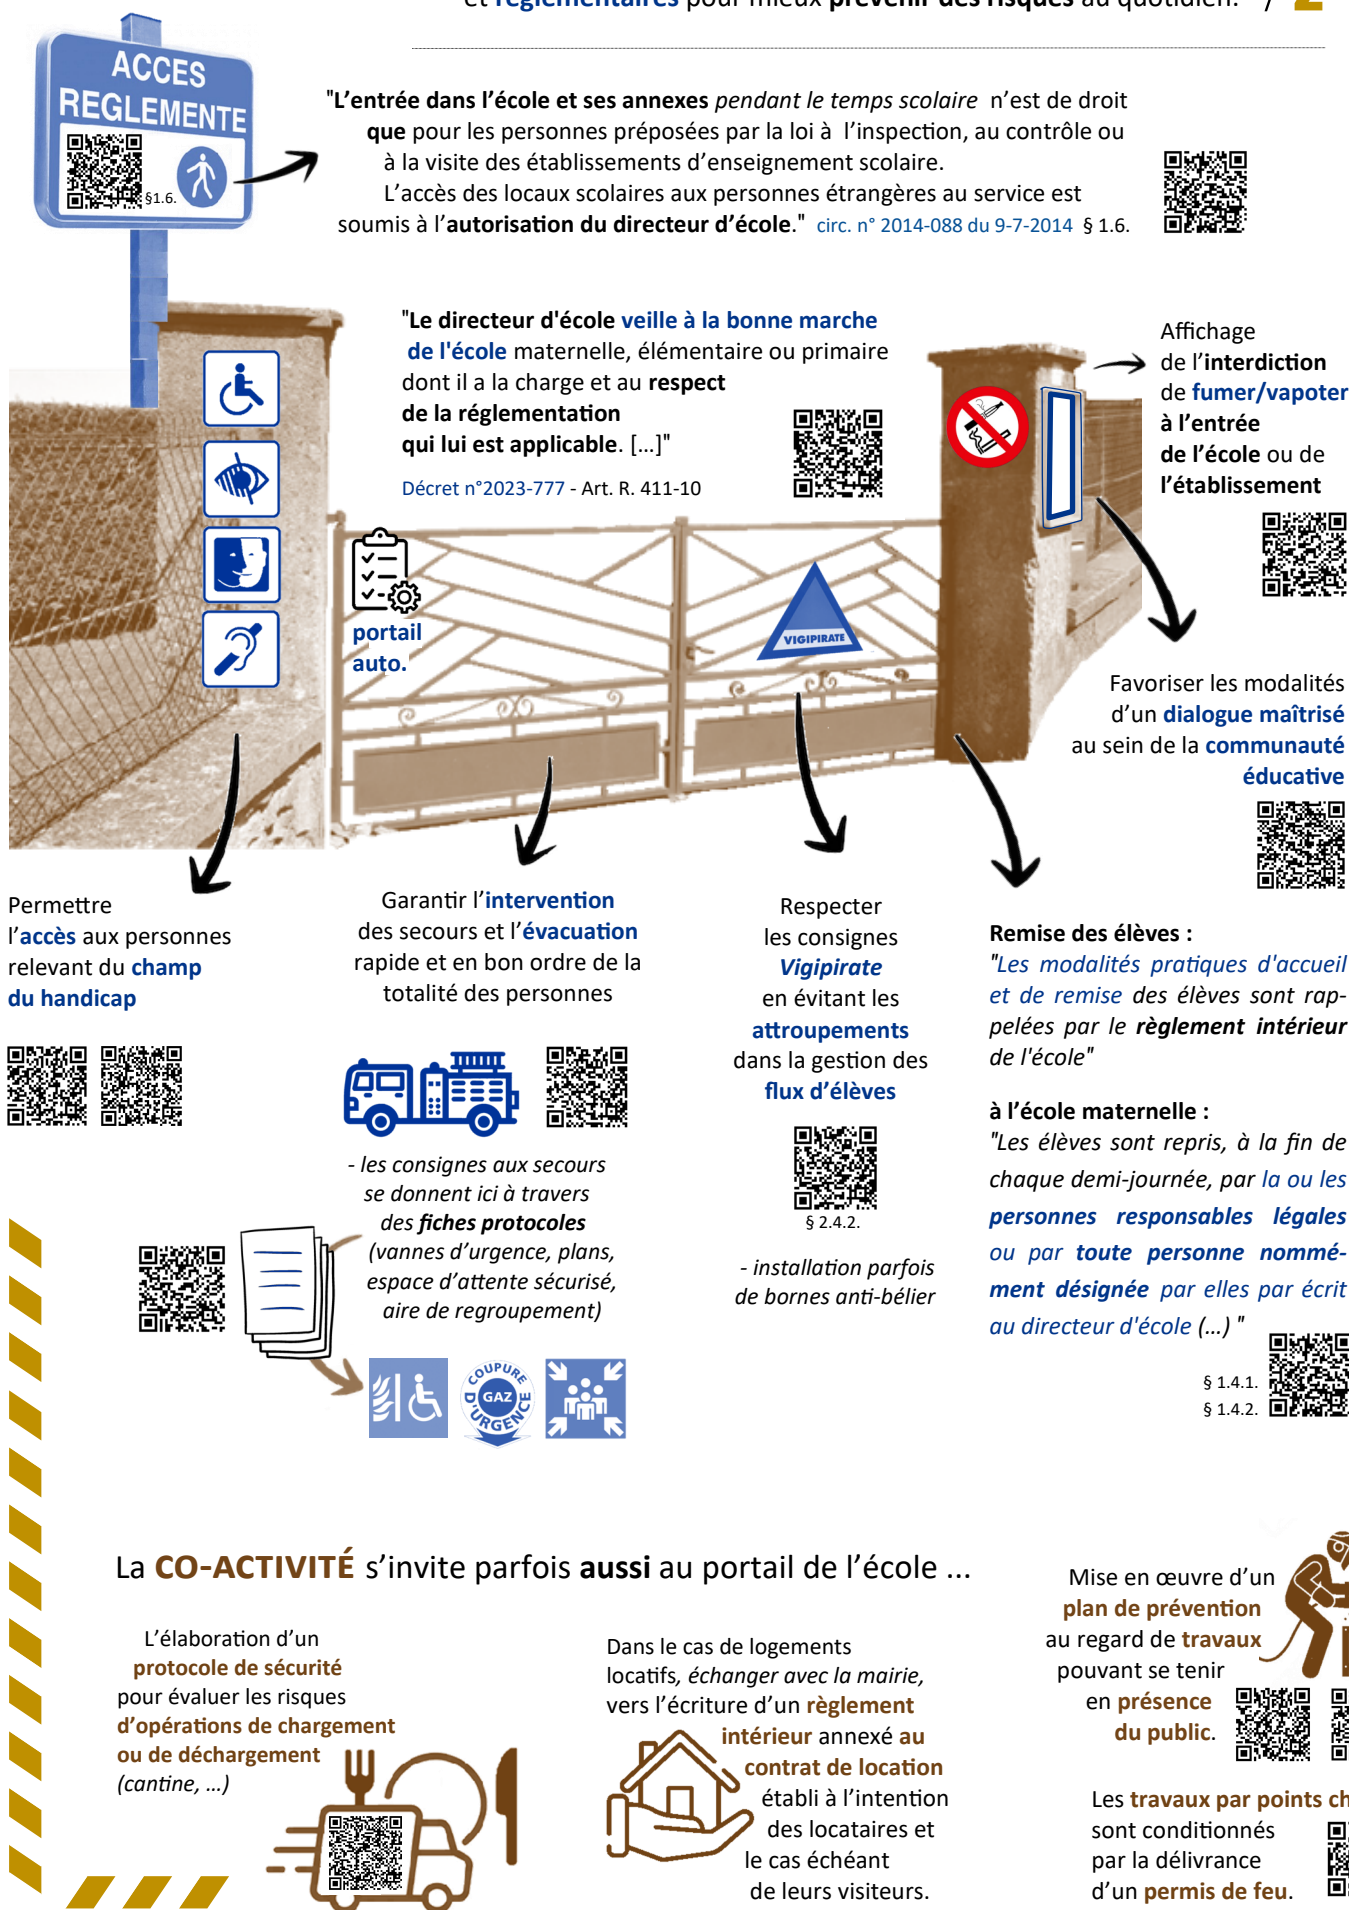 et réglementaires pour mieux prévenir des risques au quotidien. / 2
ACCES
REGLEMENTE
§1.6.
"L'entrée dans l'école et ses annexes pendant le temps scolaire n'est de droit
que pour les personnes préposées par la loi à l'inspection, au contrôle ou
à la visite des établissements d'enseignement scolaire.
L'accès des locaux scolaires aux personnes étrangères au service est
soumis à l'autorisation du directeur d'école." circ. n° 2014-088 du 9-7-2014 § 1.6.
"Le directeur d'école veille à la bonne marche
de l'école maternelle, élémentaire ou primaire
dont il a la charge et au respect
de la réglementation
qui lui est applicable. [...]"
Décret n°2023-777 - Art. R. 411-10
Affichage
de l'interdiction
de fumer/vapoter
à l'entrée
de l'école ou de
l'établissement
portail
auto.
VIGIPIRATE
Favoriser les modalités
d'un dialogue maîtrisé
au sein de la communauté
éducative
Permettre
l'accès aux personnes
relevant du champ
du handicap
Garantir l'intervention
des secours et l'évacuation
rapide et en bon ordre de la
totalité des personnes
- les consignes aux secours
se donnent ici à travers
des fiches protocoles
(vannes d'urgence, plans,
espace d'attente sécurisé,
aire de regroupement)
COUPURE
GAZ
D'URGENCE
Respecter
les consignes
Vigipirate
en évitant les
attroupements
dans la gestion des
flux d'élèves
§ 2.4.2.
- installation parfois
de bornes anti-bélier
Remise des élèves :
"Les modalités pratiques d'accueil
et de remise des élèves sont rap-
pelées par le règlement intérieur
de l'école"
à l'école maternelle :
"Les élèves sont repris, à la fin de
chaque demi-journée, par la ou les
personnes responsables légales
ou par toute personne nommé-
ment désignée par elles par écrit
au directeur d'école (...) "
§ 1.4.1.
§ 1.4.2.
La CO-ACTIVITÉ s'invite parfois aussi au portail de l'école ...
L'élaboration d'un
protocole de sécurité
pour évaluer les risques
d'opérations de chargement
ou de déchargement
(cantine, ...)
Dans le cas de logements
locatifs, échanger avec la mairie,
vers l'écriture d'un règlement
intérieur annexé au
contrat de location
établi à l'intention
des locataires et
le cas échéant
de leurs visiteurs.
Mise en œuvre d'un
plan de prévention
au regard de travaux
pouvant se tenir
en présence
du public.
Les travaux par points ch
sont conditionnés
par la délivrance
d'un permis de feu.